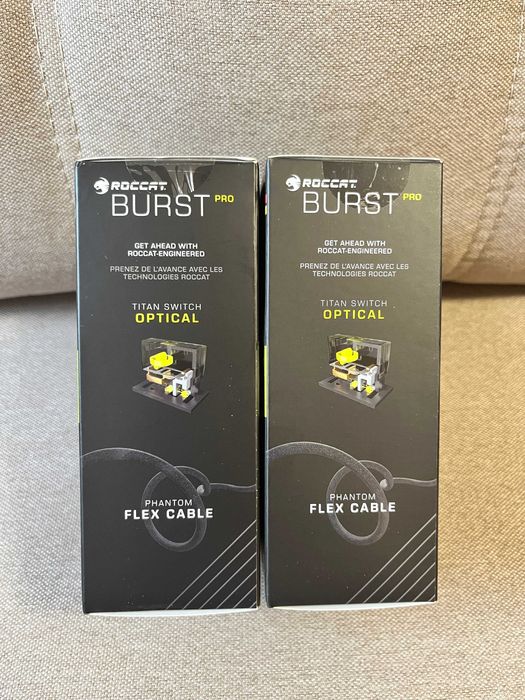 ROCCAT
BURST PRO
GET AHEAD WITH
ROCCAT-ENGINEERED
PRENEZ DE L'AVANCE AVEC LES
TECHNOLOGIES ROCCAT
TITAN SWITCH
OPTICAL
PHANTOM
FLEX CABLE
ROCCAT
BURST PRO
GET AHEAD WITH
ROCCAT-ENGINEERED
PRENEZ DE L'AVANCE AVEC LES
TECHNOLOGIES ROCCAT
TITAN SWITCH
OPTICAL
PHANTOM
FLEX CABLE